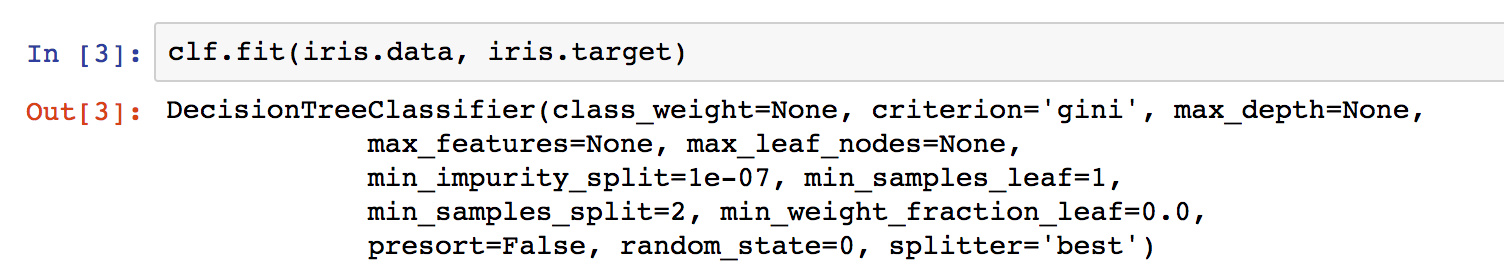 In [3]: clf.fit(iris.data, iris.target)
Out[3]: DecisionTreeClassifier(class_weight=None, criterion='gini', max_depth=None,
max_features=None, max_leaf_nodes=None,
min_impurity_split=1e-07, min_samples_leaf=1,
min_samples_split=2, min_weight_fraction_leaf=0.0,
presort=False, random_state=0, splitter='best')